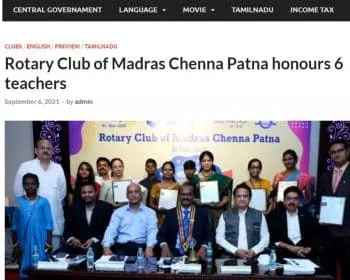 CENTRAL GOVERNAMENT LANGUAGE MOVIE TAMILNADU INCOME TAX
CLUBS / ENGLISH / PREVIEW / TAMILNADU
Rotary Club of Madras Chenna Patna honours 6
teachers
September 6, 2021 - by admin
Rotary Club of Madras Chenna Patna